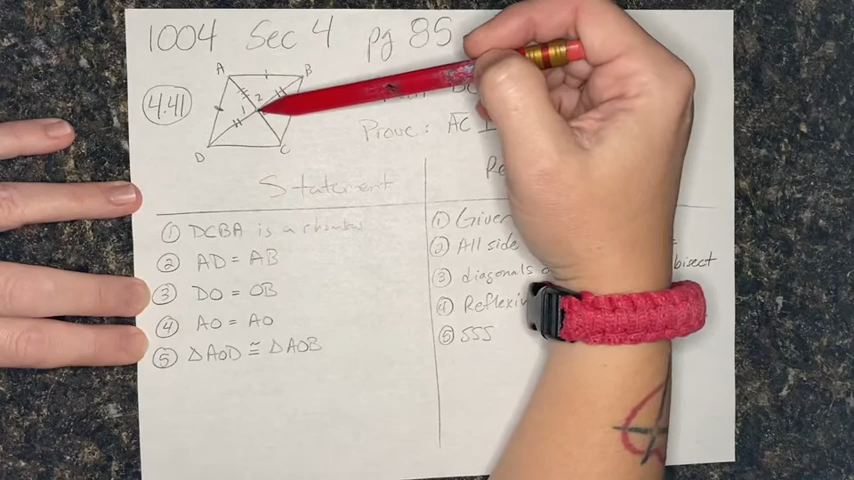 1004 Sec 4 pg 85
4.41
A B
1 2
D C
Prove: AC ⊥
Statement
① DCBA is a rhombus ① Given
② AD = AB ② All side =
③ DO = OB ③ diagonals bisect
④ AO = AO ④ Reflexiv
⑤ △AOD ≅ △AOB ⑤ SSS